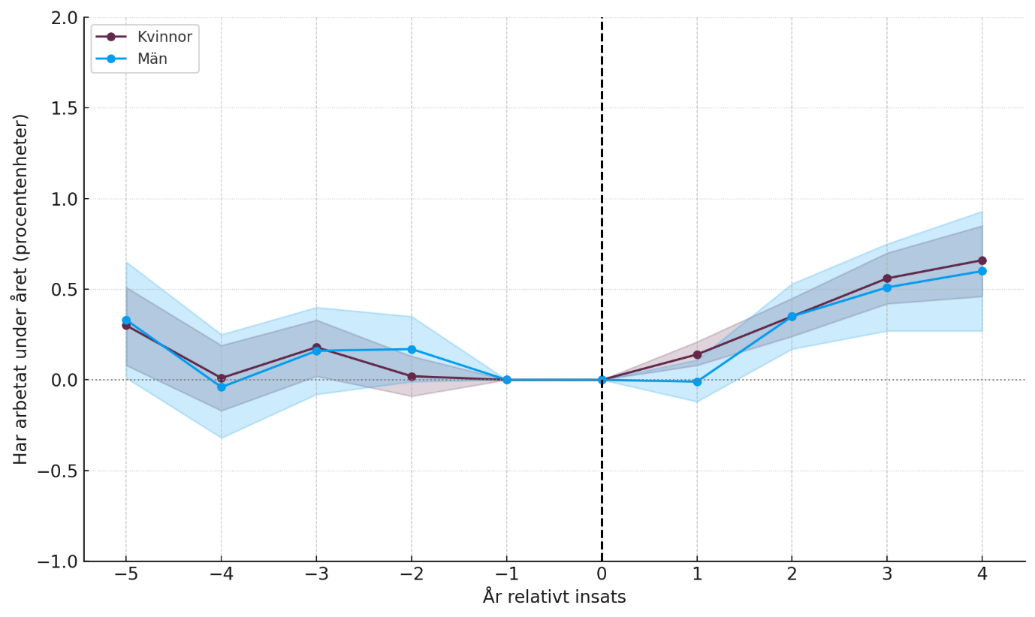 Kvinnor
Män
Har arbetat under året (procentenheter)
2.0
1.5
1.0
0.5
0.0
−0.5
−1.0
−5 −4 −3 −2 −1 0 1 2 3 4
År relativt insats